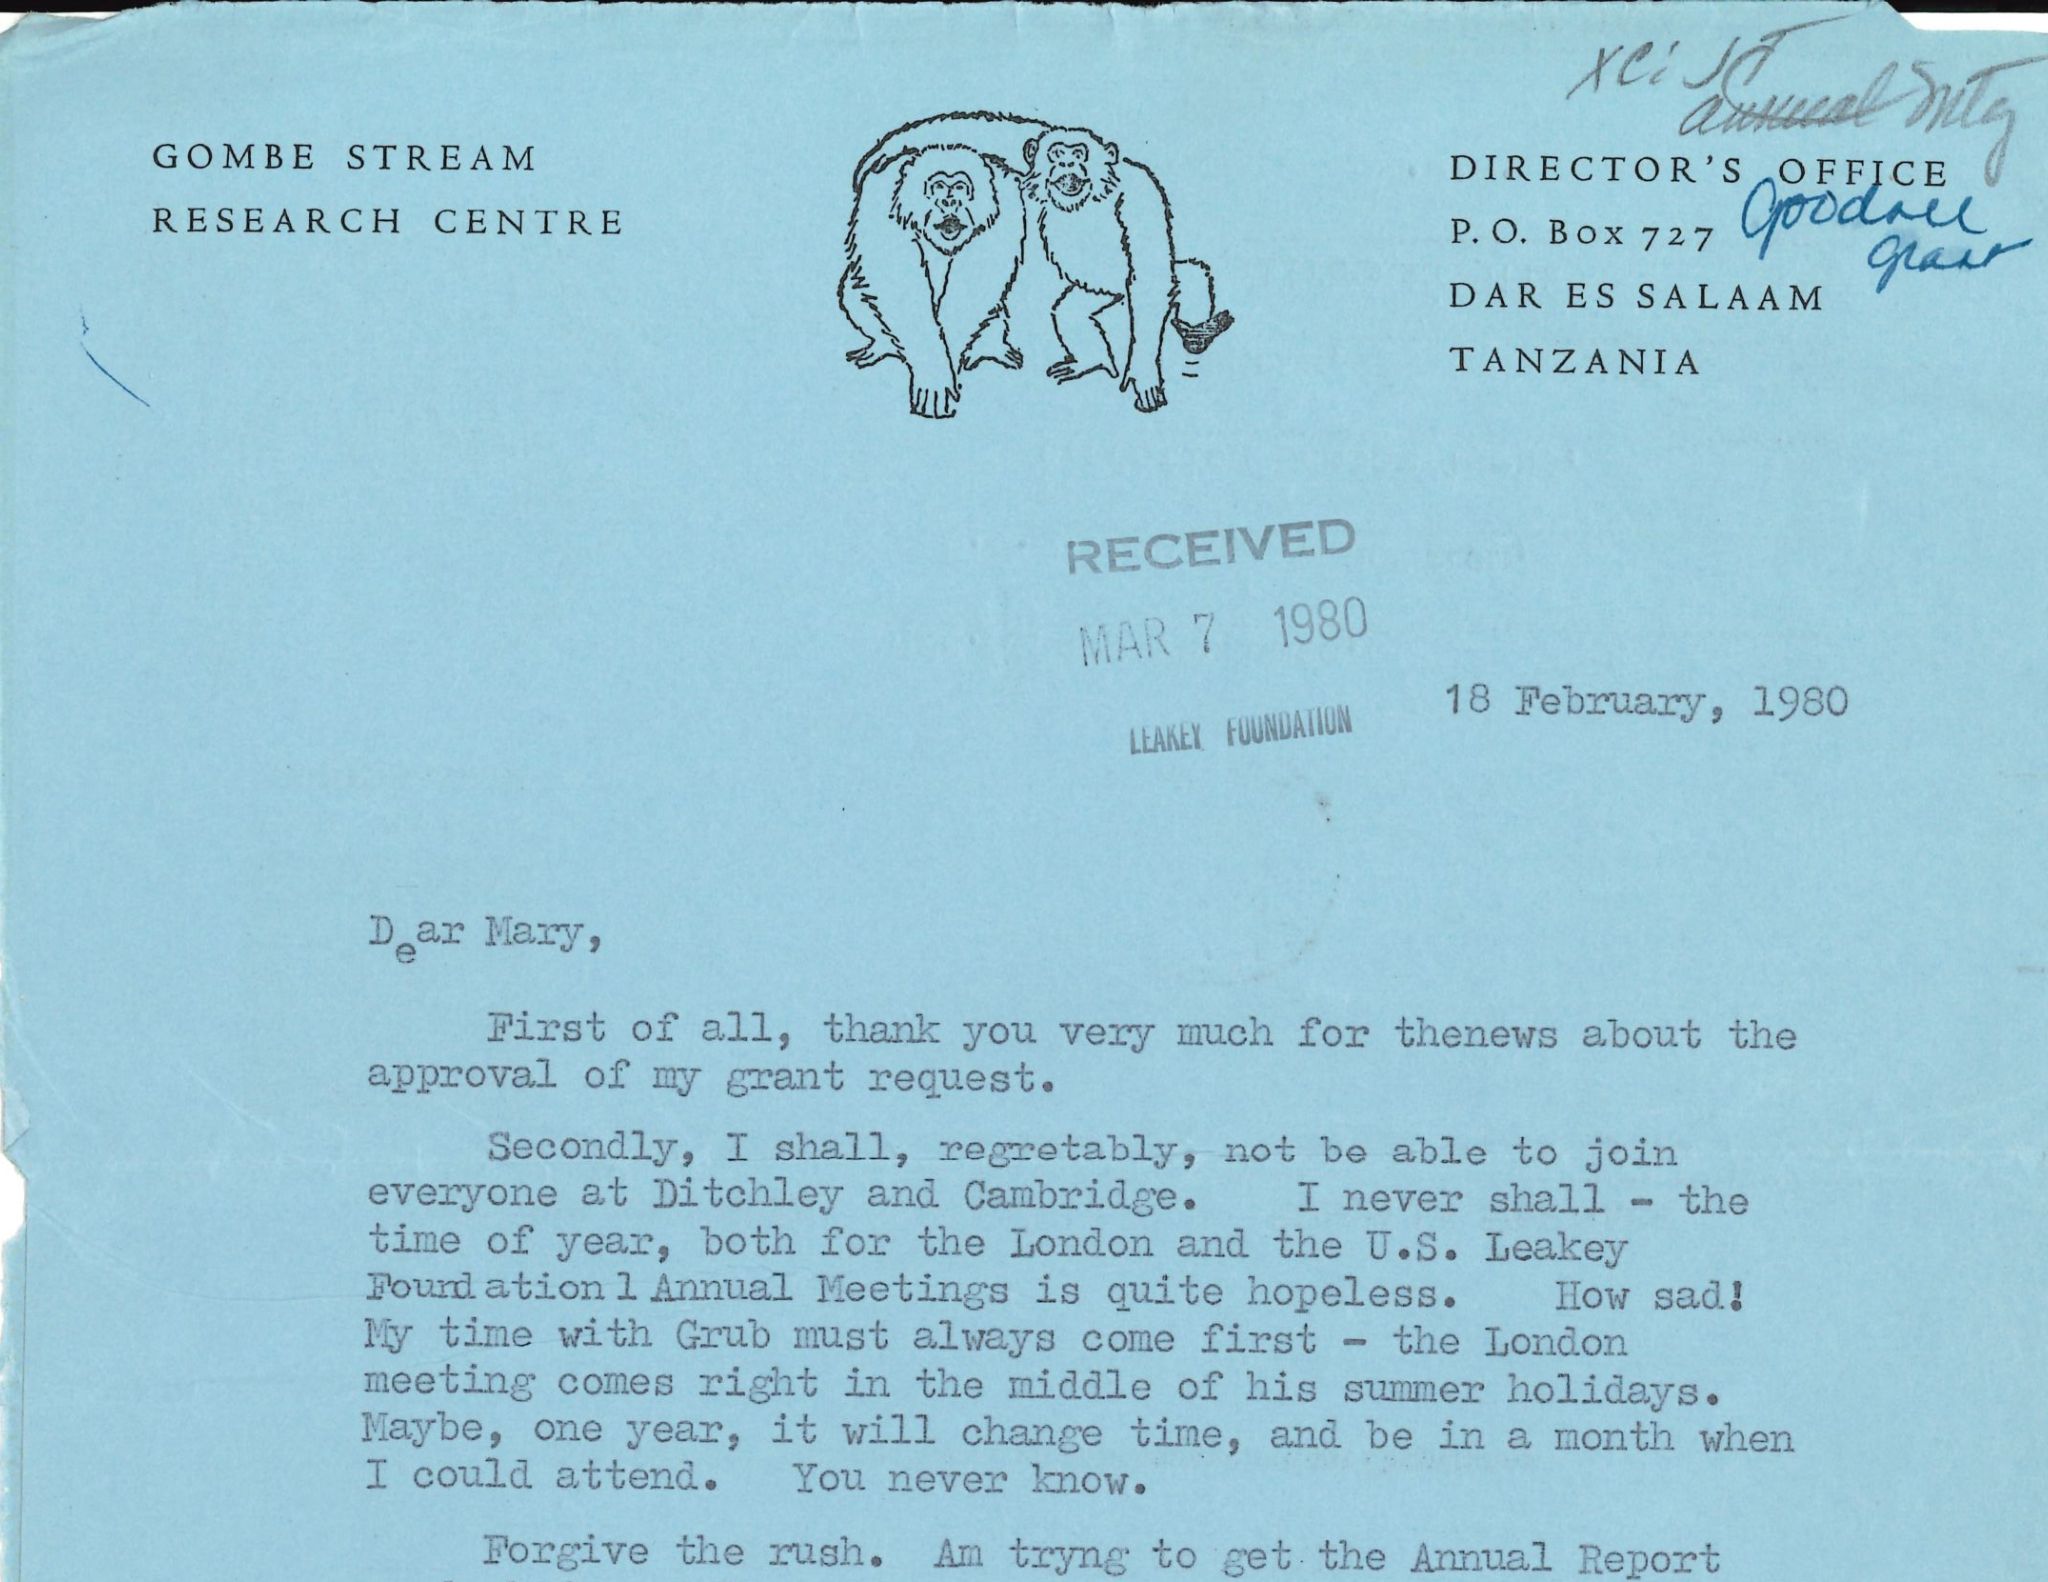 xc: JT
annual Mtg
GOMBE STREAM
RESEARCH CENTRE
DIRECTOR'S OFFICE
P. O. Box 727
DAR ES SALAAM
TANZANIA
Goodall
grant
RECEIVED
MAR 7 1980
LEAKEY FOUNDATION
18 February, 1980
Dear Mary,
First of all, thank you very much for thenews about the
approval of my grant request.
Secondly, I shall, regretably, not be able to join
everyone at Ditchley and Cambridge. I never shall - the
time of year, both for the London and the U.S. Leakey
Foundation l Annual Meetings is quite hopeless. How sad!
My time with Grub must always come first - the London
meeting comes right in the middle of his summer holidays.
Maybe, one year, it will change time, and be in a month when
I could attend. You never know.
Forgive the rush. Am tryng to get the Annual Report